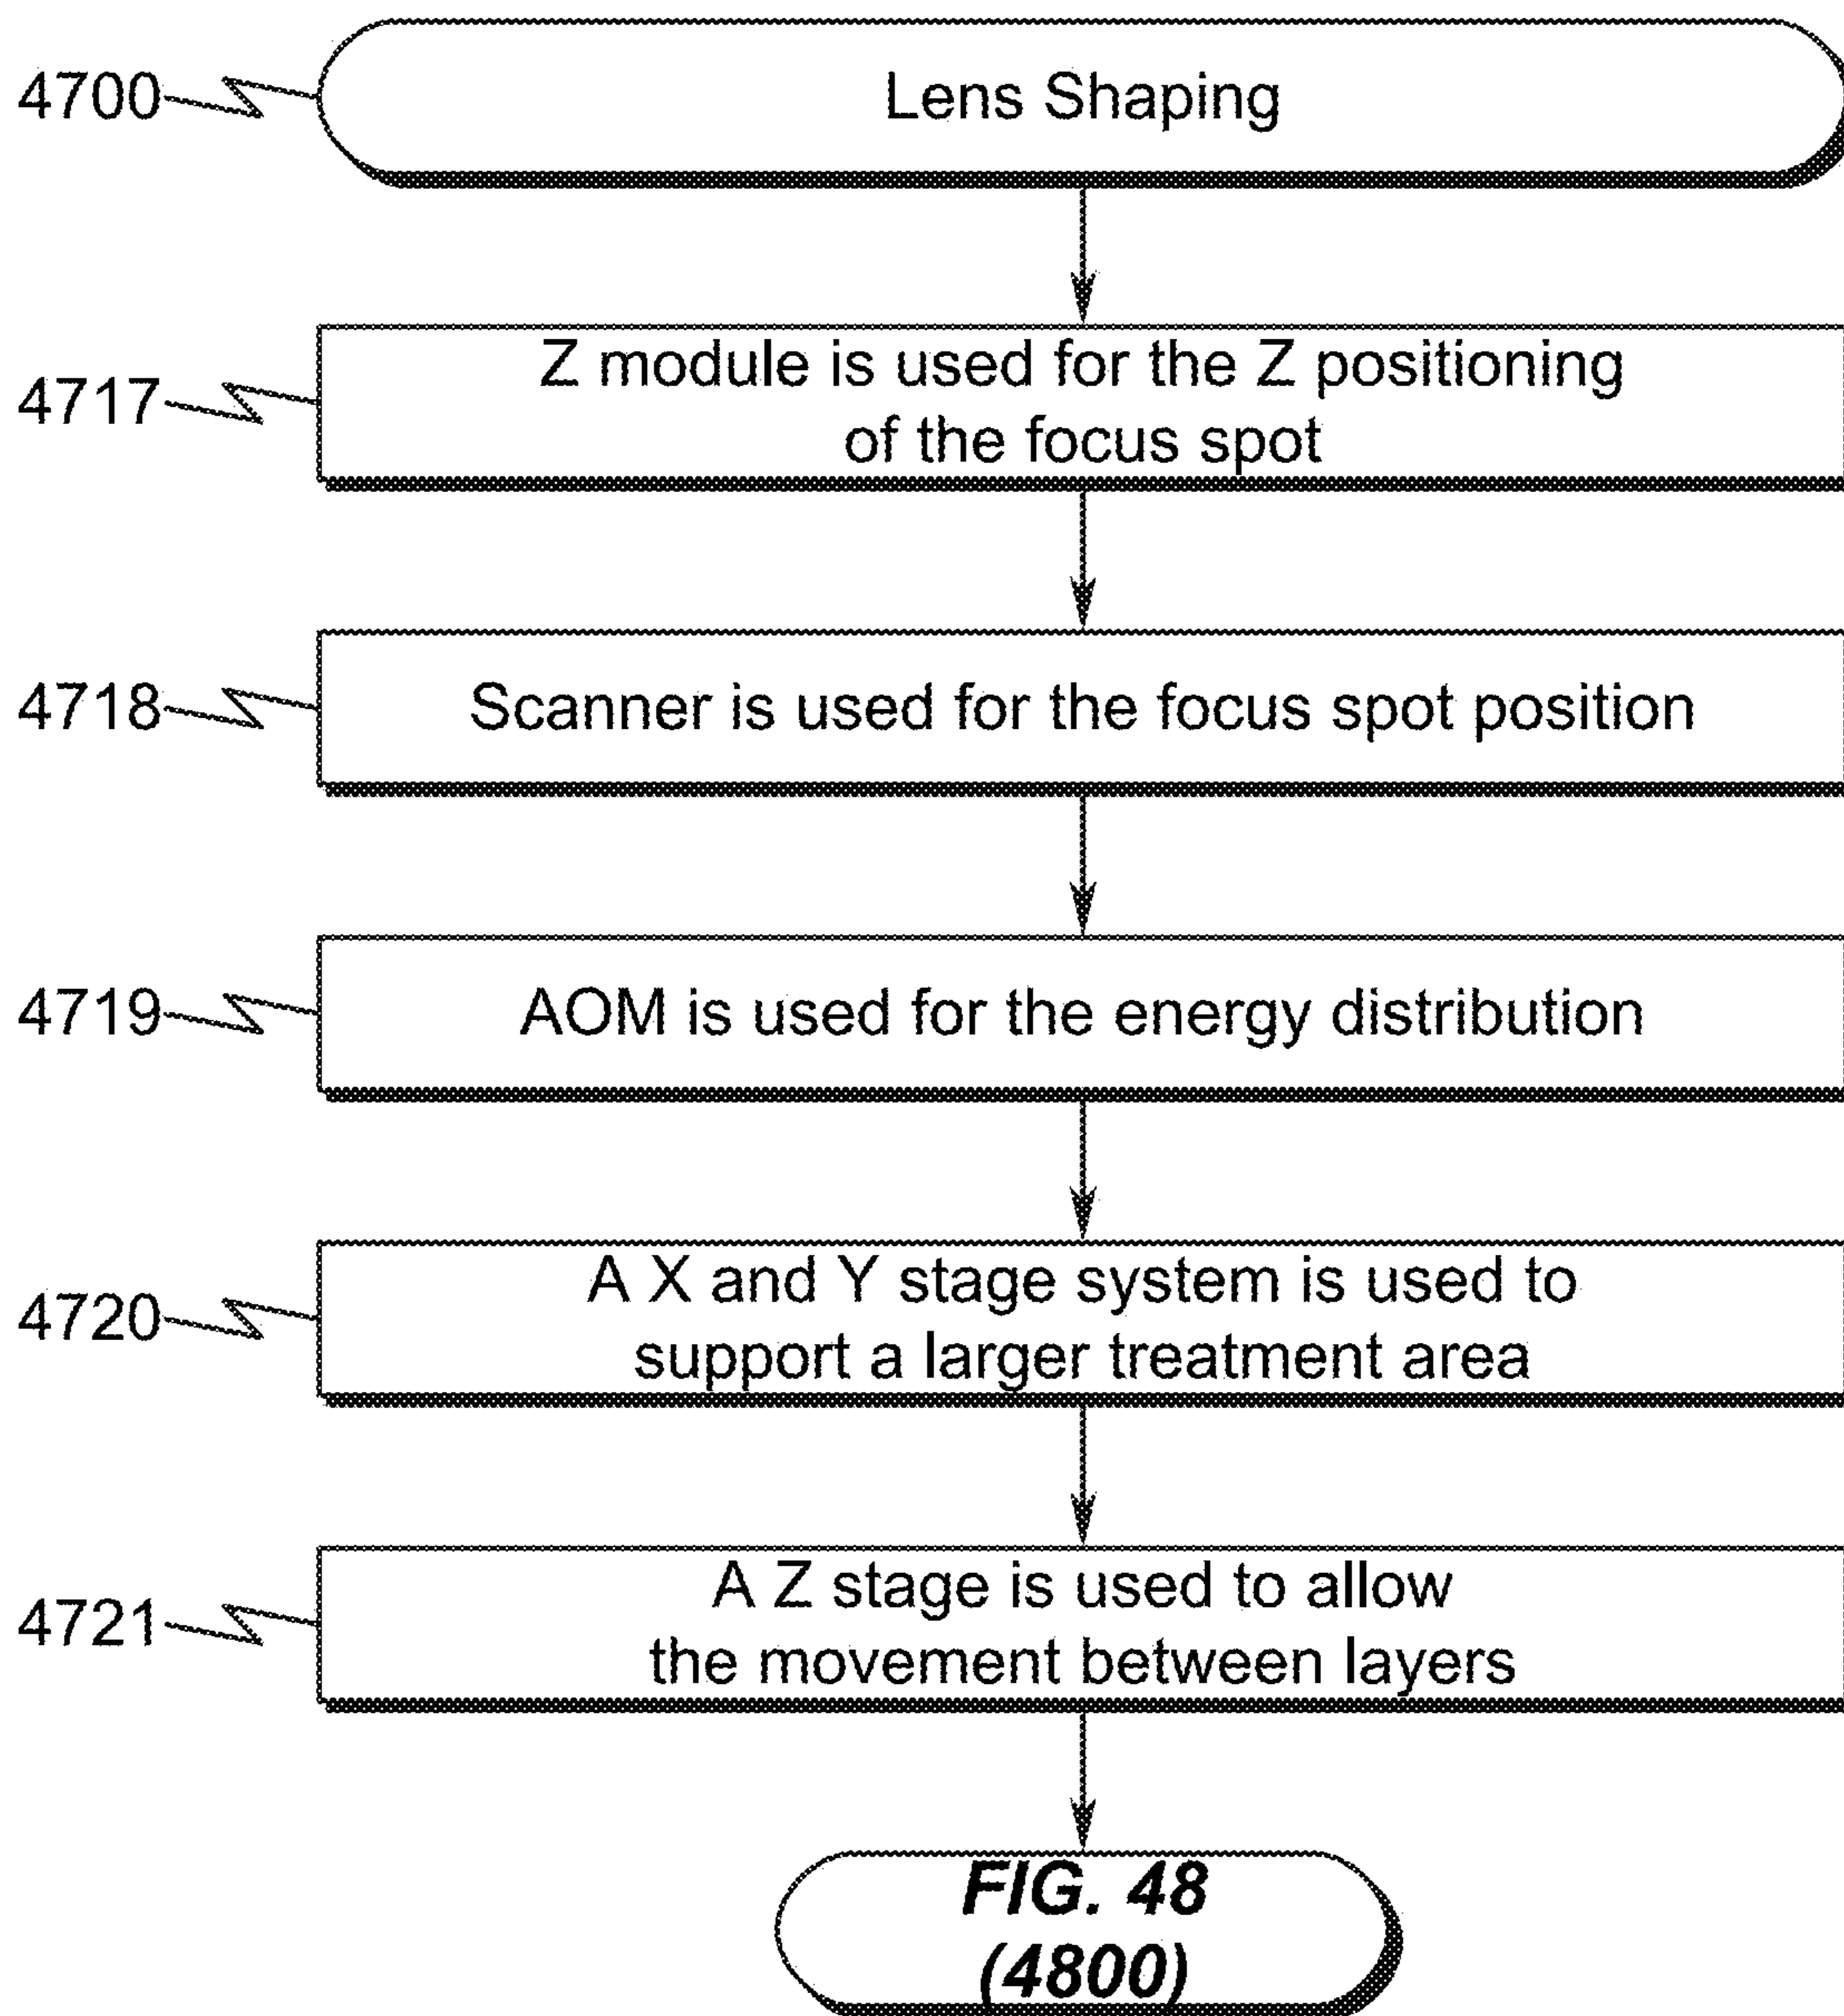 4700
Lens Shaping
4717
Z module is used for the Z positioning
of the focus spot
4718
Scanner is used for the focus spot position
4719
AOM is used for the energy distribution
4720
A X and Y stage system is used to
support a larger treatment area
4721
A Z stage is used to allow
the movement between layers
FIG. 48
(4800)